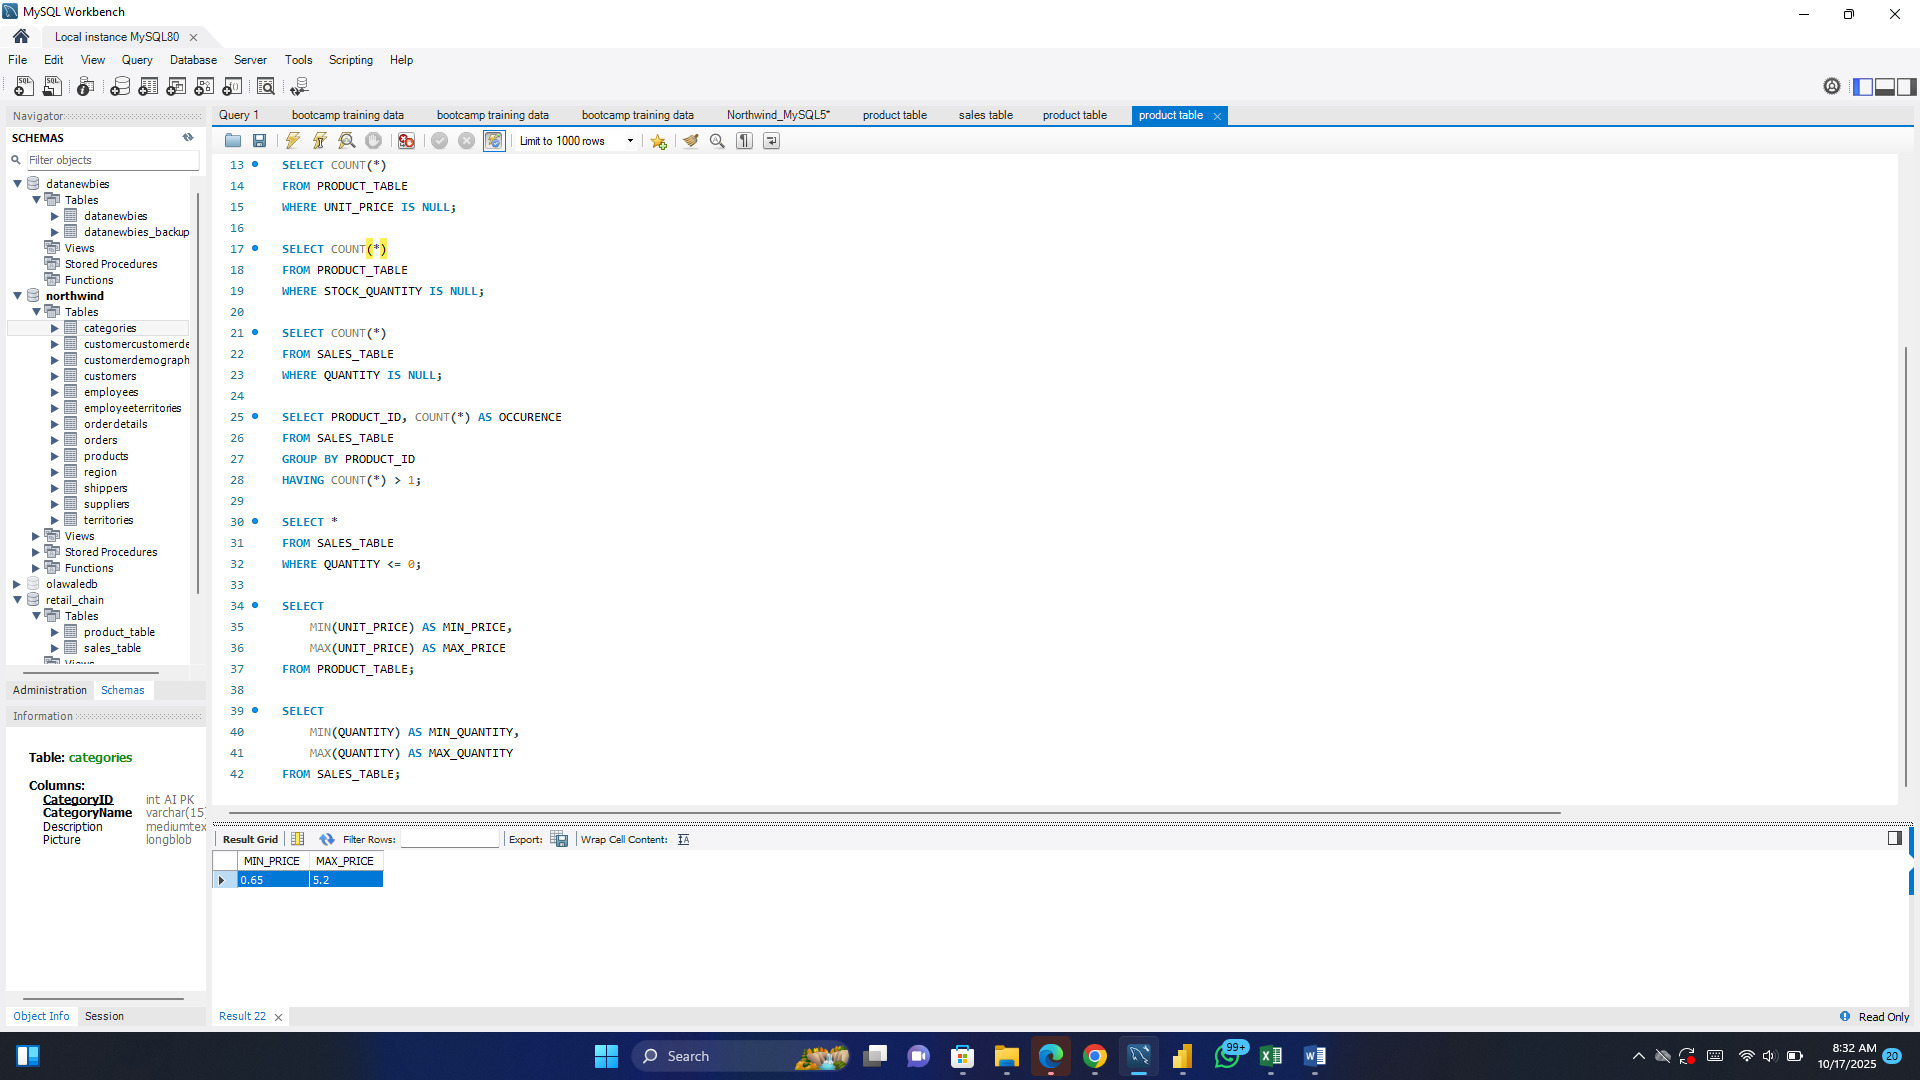 MySQL Workbench
Local instance MySQL80
File Edit View Query Database Server Tools Scripting Help
Navigator
SCHEMAS
Filter objects
datanewbies
Tables
datanewbies
datanewbies_backup
Views
Stored Procedures
Functions
northwind
Tables
categories
customercustomerde
customerdemograph
customers
employees
employeeterritories
orderdetails
orders
products
region
shippers
suppliers
territories
Views
Stored Procedures
Functions
olawaledb
retail_chain
Tables
product_table
sales_table
Views
Administration Schemas
Information
Table: categories
Columns:
CategoryID int AI PK
CategoryName varchar(15)
Description mediumtex
Picture longblob
Object Info Session
Query 1 bootcamp training data bootcamp training data bootcamp training data Northwind_MySQL5* product table sales table product table product table
Limit to 1000 rows
13 SELECT COUNT(*)
14 FROM PRODUCT_TABLE
15 WHERE UNIT_PRICE IS NULL;
16
17 SELECT COUNT(*)
18 FROM PRODUCT_TABLE
19 WHERE STOCK_QUANTITY IS NULL;
20
21 SELECT COUNT(*)
22 FROM SALES_TABLE
23 WHERE QUANTITY IS NULL;
24
25 SELECT PRODUCT_ID, COUNT(*) AS OCCURENCE
26 FROM SALES_TABLE
27 GROUP BY PRODUCT_ID
28 HAVING COUNT(*) > 1;
29
30 SELECT *
31 FROM SALES_TABLE
32 WHERE QUANTITY <= 0;
33
34 SELECT
35 MIN(UNIT_PRICE) AS MIN_PRICE,
36 MAX(UNIT_PRICE) AS MAX_PRICE
37 FROM PRODUCT_TABLE;
38
39 SELECT
40 MIN(QUANTITY) AS MIN_QUANTITY,
41 MAX(QUANTITY) AS MAX_QUANTITY
42 FROM SALES_TABLE;
Result Grid Filter Rows: Export: Wrap Cell Content:
MIN_PRICE MAX_PRICE
0.65 5.2
Result 22
Read Only
Search
99+
8:32 AM
10/17/2025
20